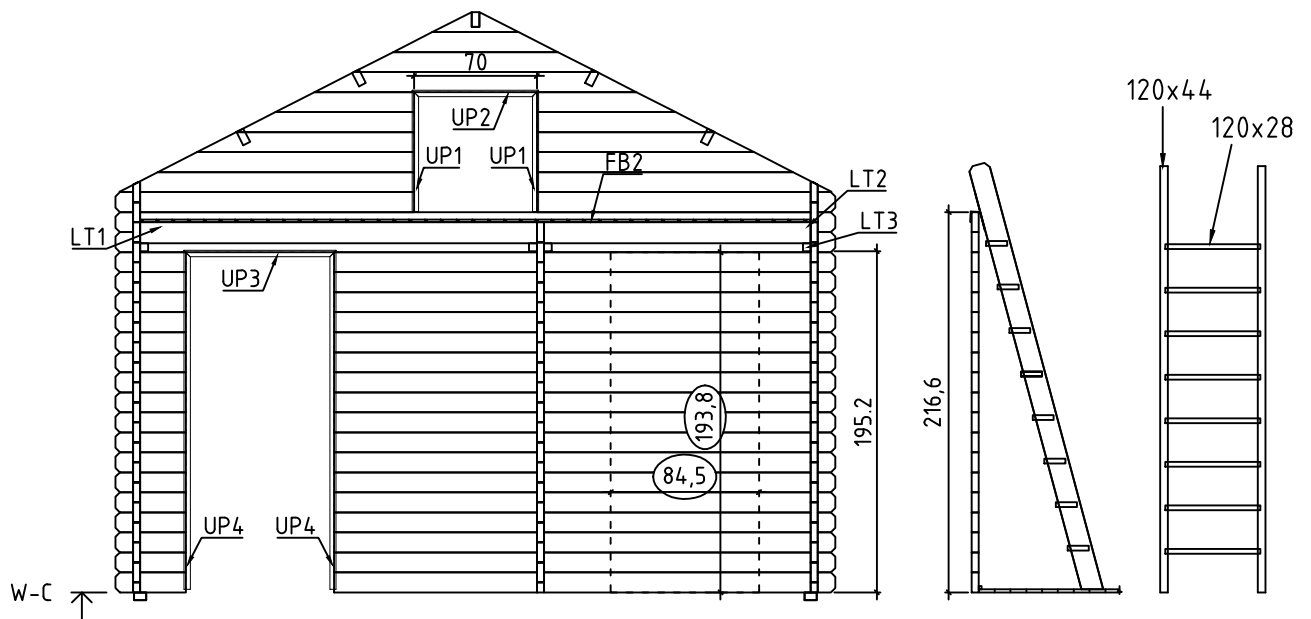 70
120x44
UP2
120x28
UP1
UP1
FB2
LT2
LT1
LT3
UP3
193,8
195.2
216,6
84,5
UP4
UP4
W-C